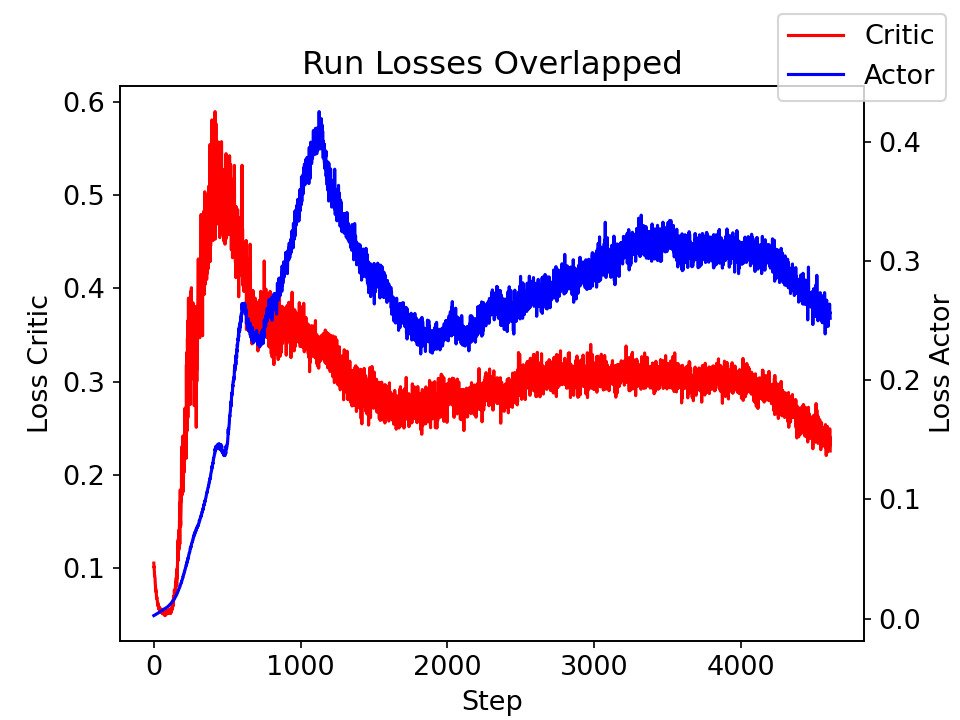 Critic
Actor
Run Losses Overlapped
0.6
0.5
0.4
0.3
0.2
0.1
Loss Critic
0.4
0.3
0.2
0.1
0.0
Loss Actor
0 1000 2000 3000 4000
Step